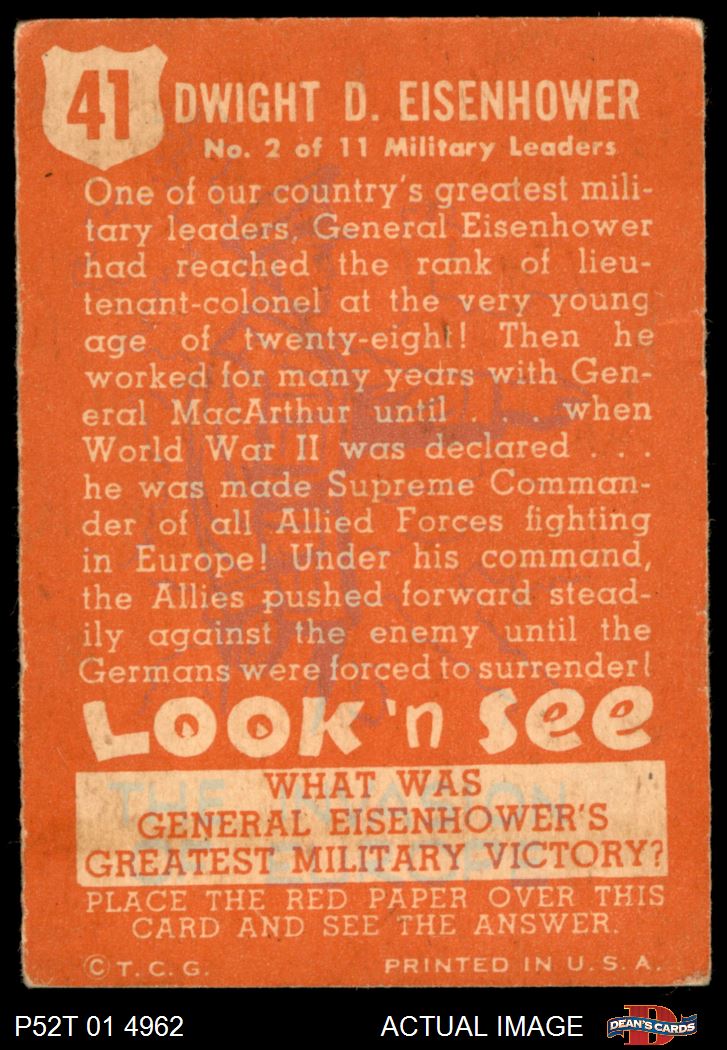 41
DWIGHT D. EISENHOWER
No. 2 of 11 Military Leaders
One of our country's greatest mili-
tary leaders, General Eisenhower
had reached the rank of lieu-
tenant-colonel at the very young
age of twenty-eight! Then he
worked for many years with Gen-
eral MacArthur until . . . when
World War II was declared . . .
he was made Supreme Comman-
der of all Allied Forces fighting
in Europe! Under his command,
the Allies pushed forward stead-
ily against the enemy until the
Germans were forced to surrender!
LOOK 'n SEE
THE INVASION
OF EUROPE
WHAT WAS
GENERAL EISENHOWER'S
GREATEST MILITARY VICTORY?
PLACE THE RED PAPER OVER THIS
CARD AND SEE THE ANSWER.
© T. C. G. PRINTED IN U. S. A.
P52T 01 4962 ACTUAL IMAGE DEAN'S CARDS